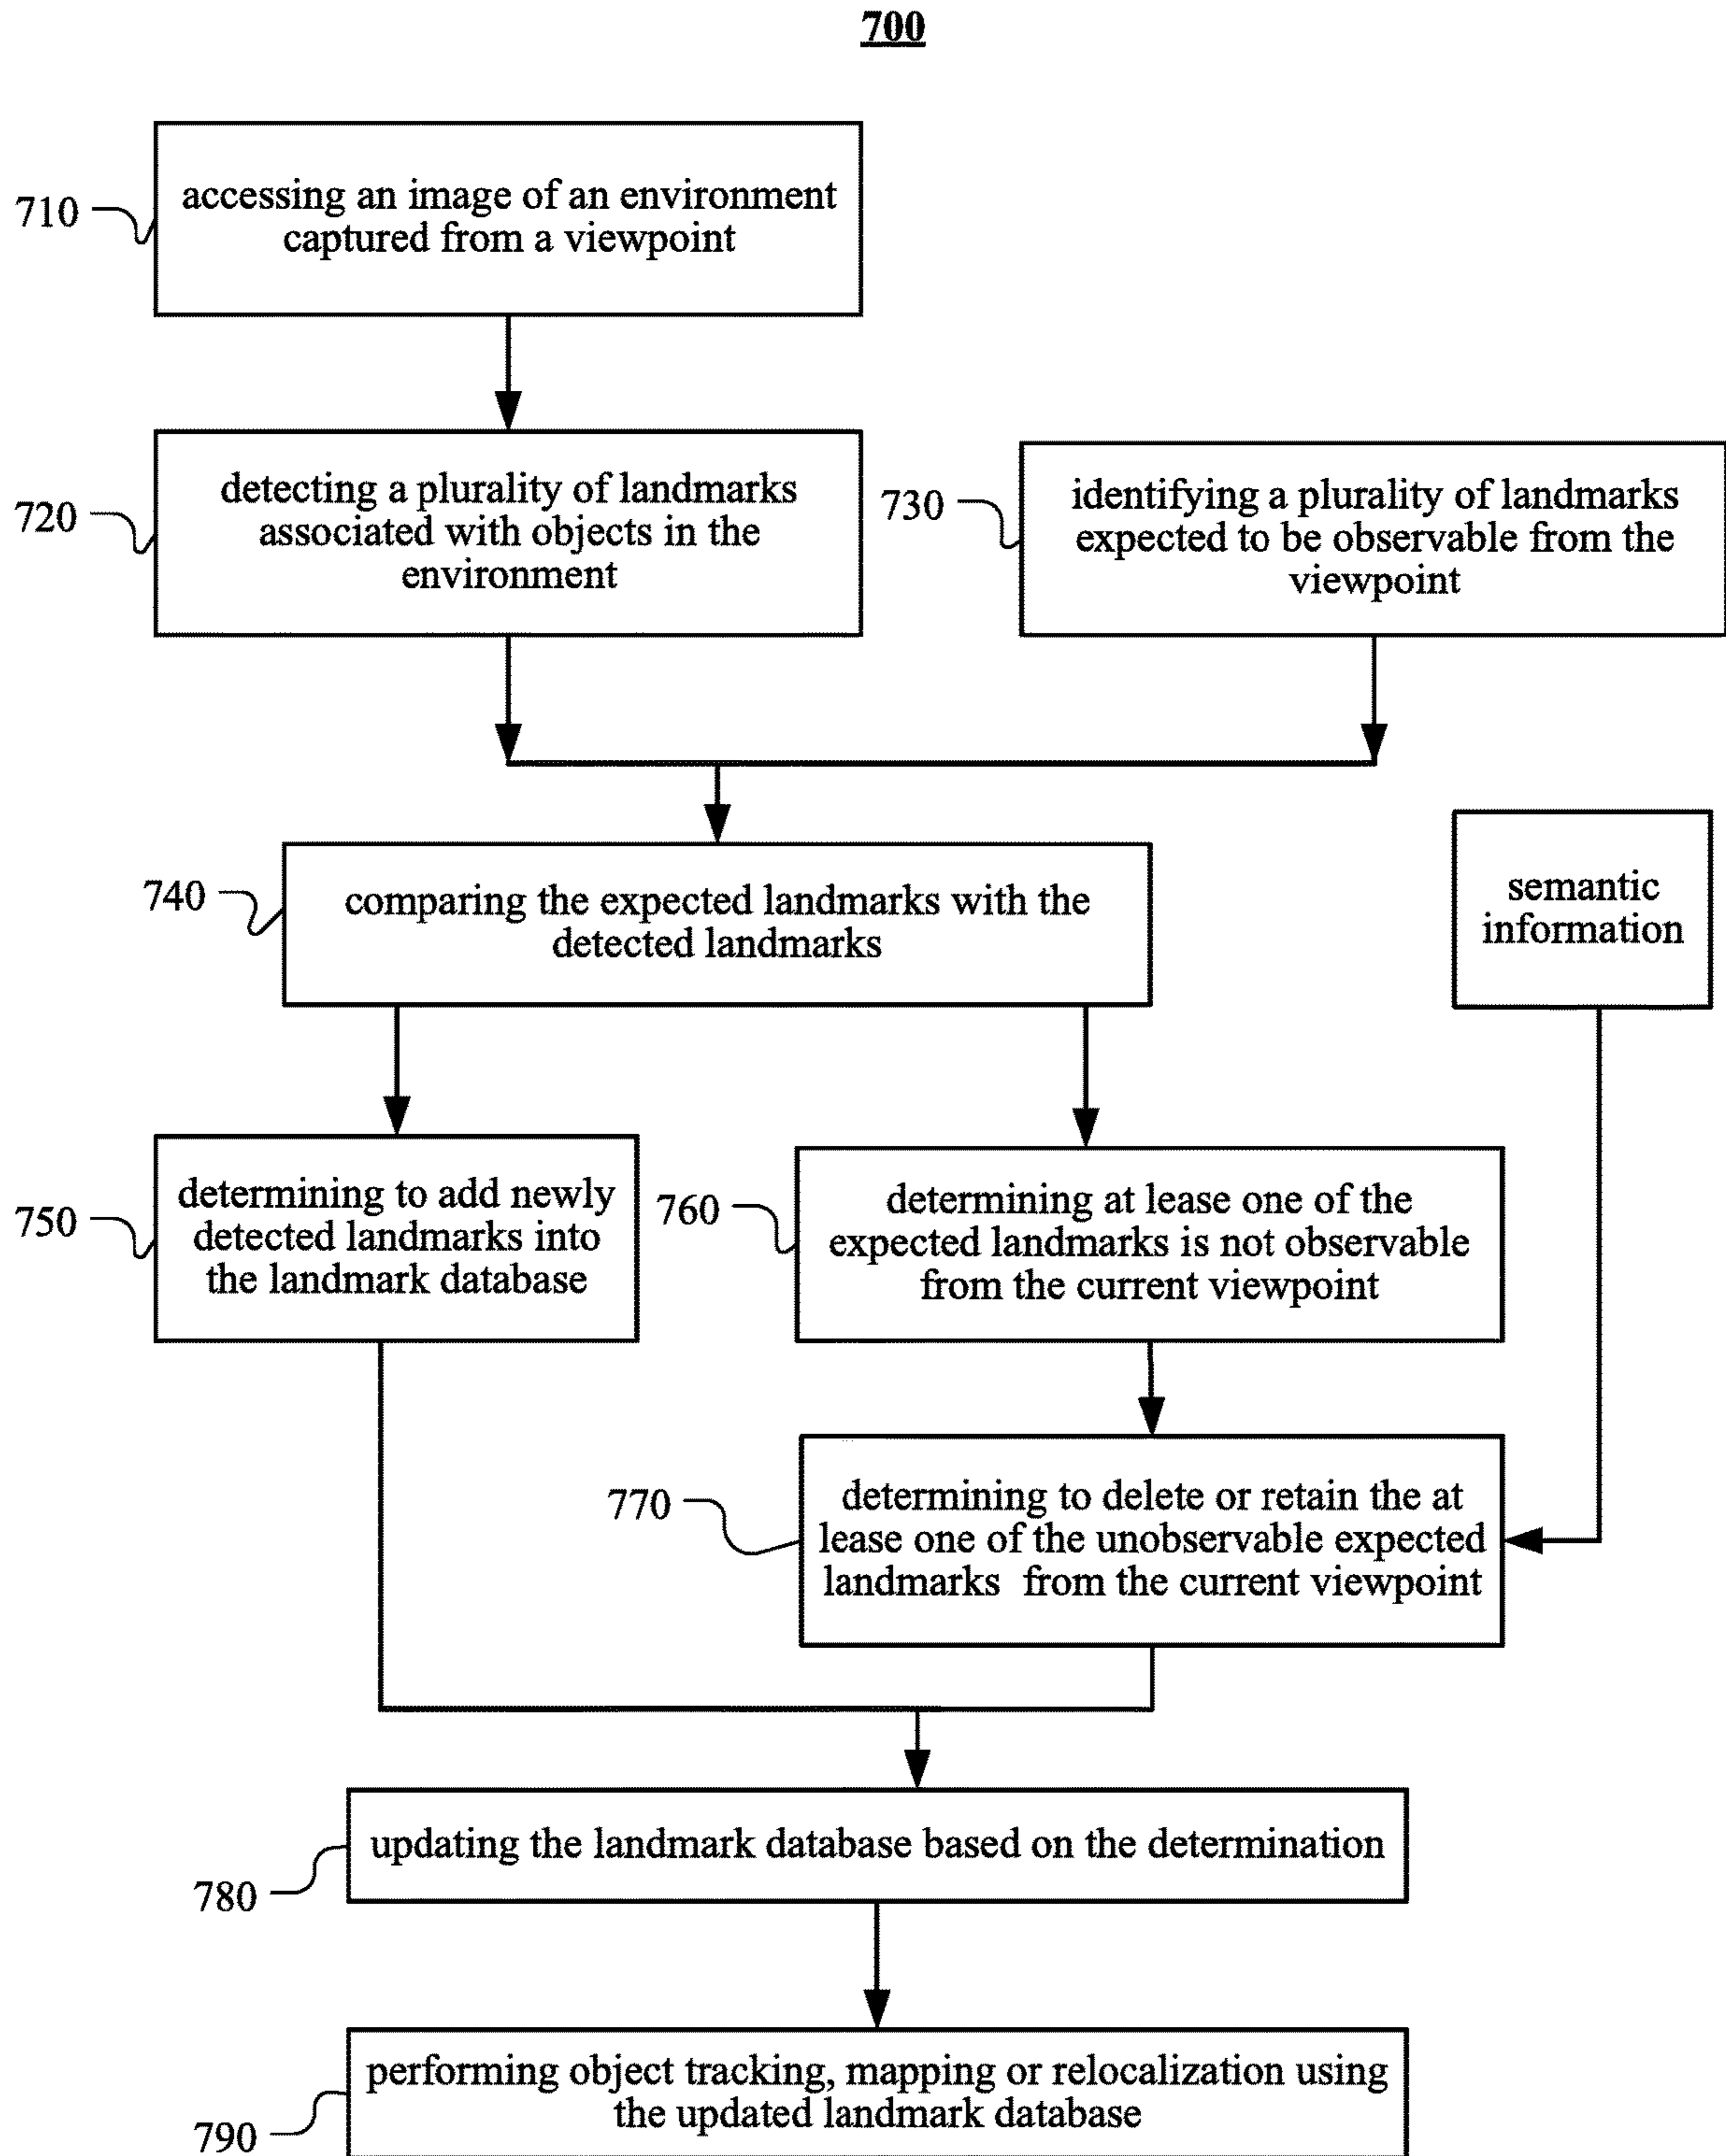 700
710
accessing an image of an environment
captured from a viewpoint
720
detecting a plurality of landmarks
associated with objects in the
environment
730
identifying a plurality of landmarks
expected to be observable from the
viewpoint
740
comparing the expected landmarks with the
detected landmarks
semantic
information
750
determining to add newly
detected landmarks into
the landmark database
760
determining at lease one of the
expected landmarks is not observable
from the current viewpoint
770
determining to delete or retain the at
lease one of the unobservable expected
landmarks from the current viewpoint
780
updating the landmark database based on the determination
790
performing object tracking, mapping or relocalization using
the updated landmark database